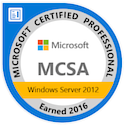 MICROSOFT CERTIFIED PROFESSIONAL
Microsoft
MCSA
Windows Server 2012
Earned 2016